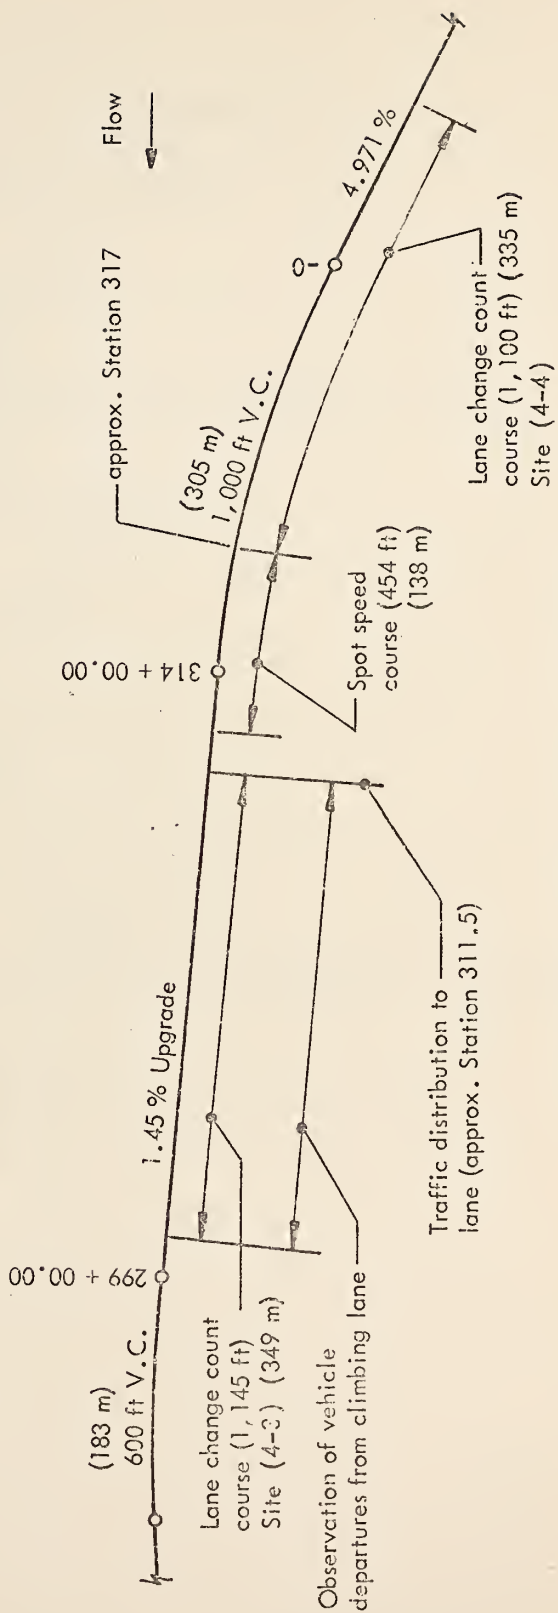 Flow
approx. Station 317
4.971 %
(305 m)
1,000 ft V.C.
314 + 00.00
1.45 % Upgrade
299 + 00.00
(183 m)
600 ft V.C.
Lane change count
course (1,100 ft) (335 m)
Site (4-4)
Spot speed
course (454 ft)
(138 m)
Traffic distribution to
lane (approx. Station 311.5)
Lane change count
course (1,145 ft)
Site (4-3) (349 m)
Observation of vehicle
departures from climbing lane